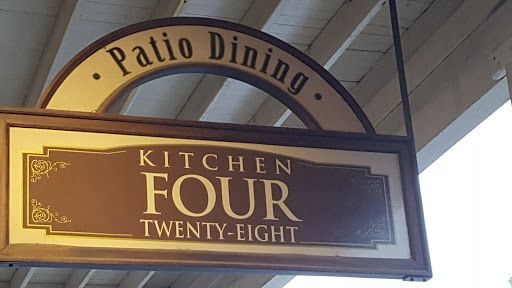 • Patio Dining •
KITCHEN
FOUR
TWENTY-EIGHT